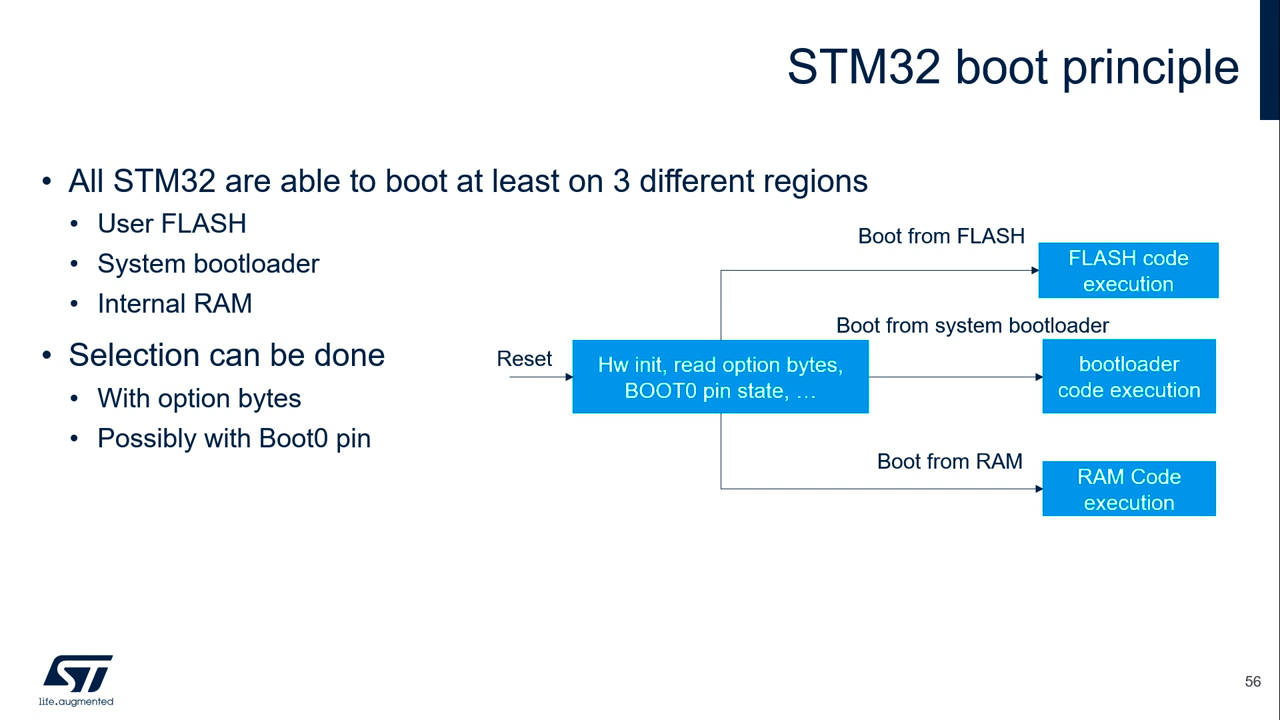 STM32 boot principle
• All STM32 are able to boot at least on 3 different regions
• User FLASH
• System bootloader
• Internal RAM
• Selection can be done
• With option bytes
• Possibly with Boot0 pin
Reset
Hw init, read option bytes,
BOOT0 pin state, …
Boot from FLASH
FLASH code
execution
Boot from system bootloader
bootloader
code execution
Boot from RAM
RAM Code
execution
ST
life.augmented
56